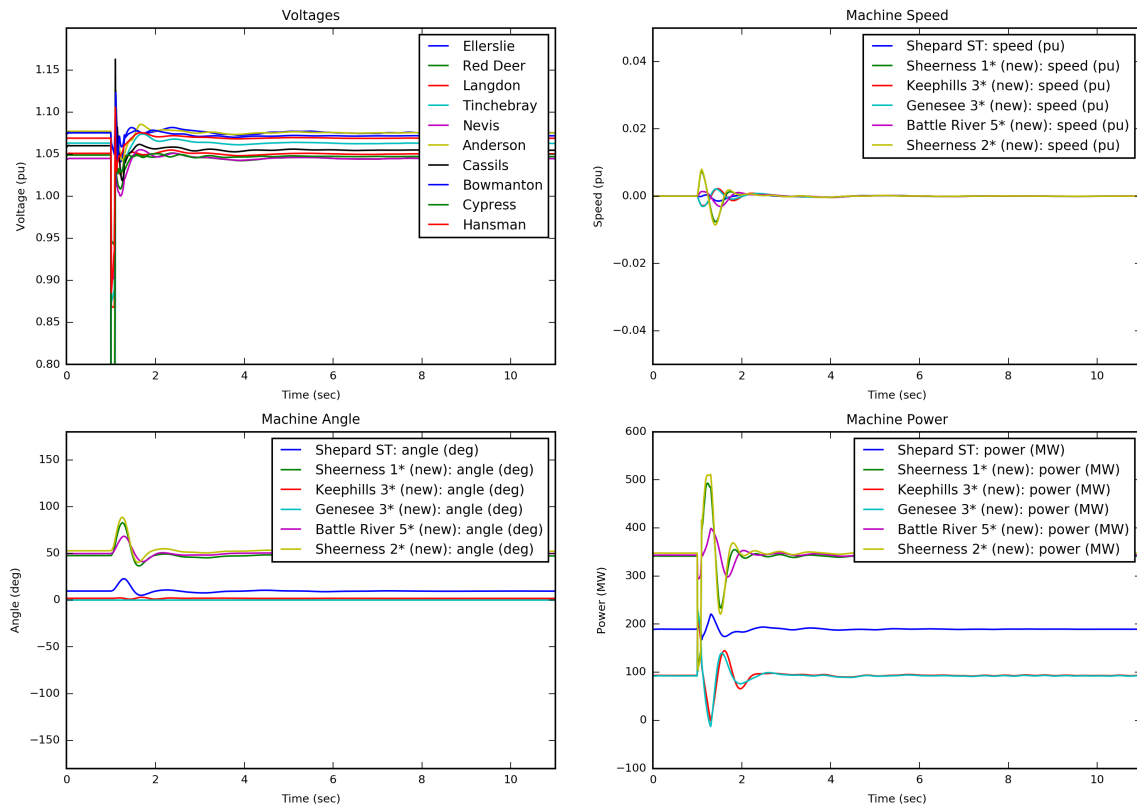 Voltages
Voltage (pu)
1.15
1.10
1.05
1.00
0.95
0.90
0.85
0.80
0 2 4 6 8 10
Time (sec)
Ellerslie
Red Deer
Langdon
Tinchebray
Nevis
Anderson
Cassils
Bowmanton
Cypress
Hansman
Machine Speed
Speed (pu)
0.04
0.02
0.00
−0.02
−0.04
0 2 4 6 8 10
Time (sec)
Shepard ST: speed (pu)
Sheerness 1* (new): speed (pu)
Keephills 3* (new): speed (pu)
Genesee 3* (new): speed (pu)
Battle River 5* (new): speed (pu)
Sheerness 2* (new): speed (pu)
Machine Angle
Angle (deg)
150
100
50
0
−50
−100
−150
0 2 4 6 8 10
Time (sec)
Shepard ST: angle (deg)
Sheerness 1* (new): angle (deg)
Keephills 3* (new): angle (deg)
Genesee 3* (new): angle (deg)
Battle River 5* (new): angle (deg)
Sheerness 2* (new): angle (deg)
Machine Power
Power (MW)
600
500
400
300
200
100
0
−100
0 2 4 6 8 10
Time (sec)
Shepard ST: power (MW)
Sheerness 1* (new): power (MW)
Keephills 3* (new): power (MW)
Genesee 3* (new): power (MW)
Battle River 5* (new): power (MW)
Sheerness 2* (new): power (MW)